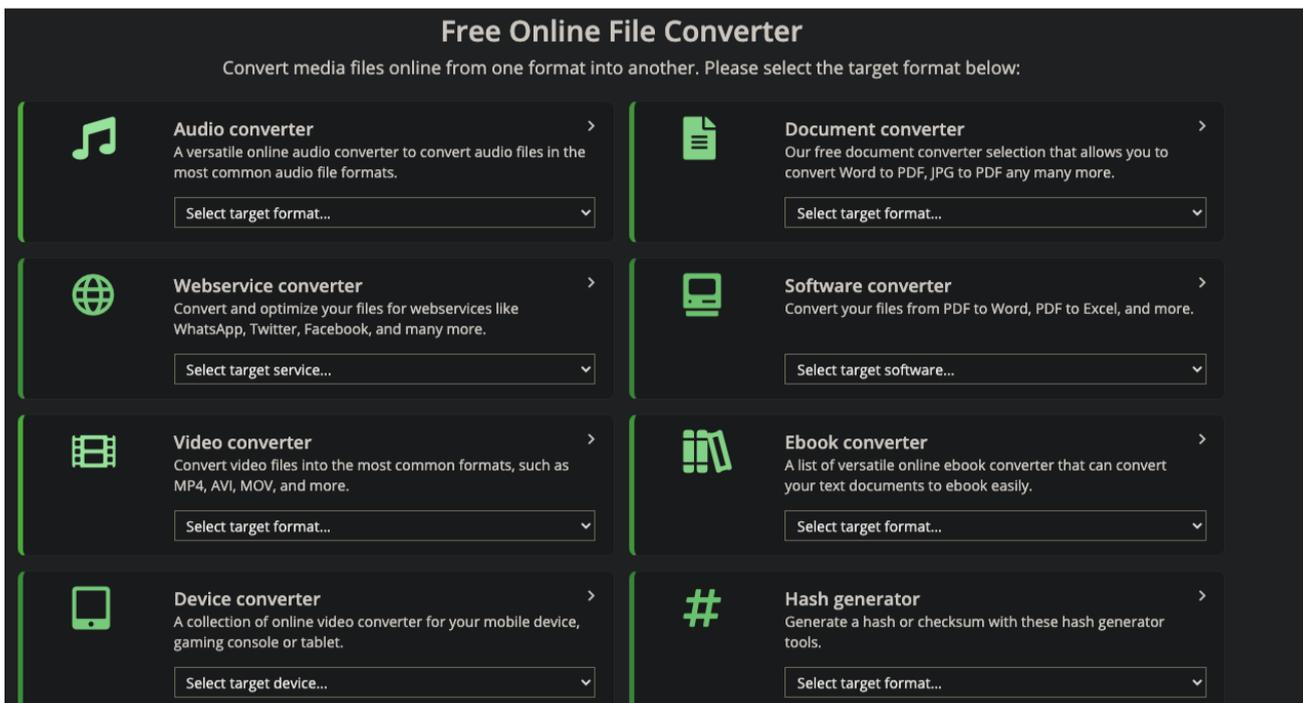 Free Online File Converter
Convert media files online from one format into another. Please select the target format below:
Audio converter
A versatile online audio converter to convert audio files in the
most common audio file formats.
Select target format...
Document converter
Our free document converter selection that allows you to
convert Word to PDF, JPG to PDF any many more.
Select target format...
Webservice converter
Convert and optimize your files for webservices like
WhatsApp, Twitter, Facebook, and many more.
Select target service...
Software converter
Convert your files from PDF to Word, PDF to Excel, and more.
Select target software...
Video converter
Convert video files into the most common formats, such as
MP4, AVI, MOV, and more.
Select target format...
Ebook converter
A list of versatile online ebook converter that can convert
your text documents to ebook easily.
Select target format...
Device converter
A collection of online video converter for your mobile device,
gaming console or tablet.
Select target device...
Hash generator
Generate a hash or checksum with these hash generator
tools.
Select target format...